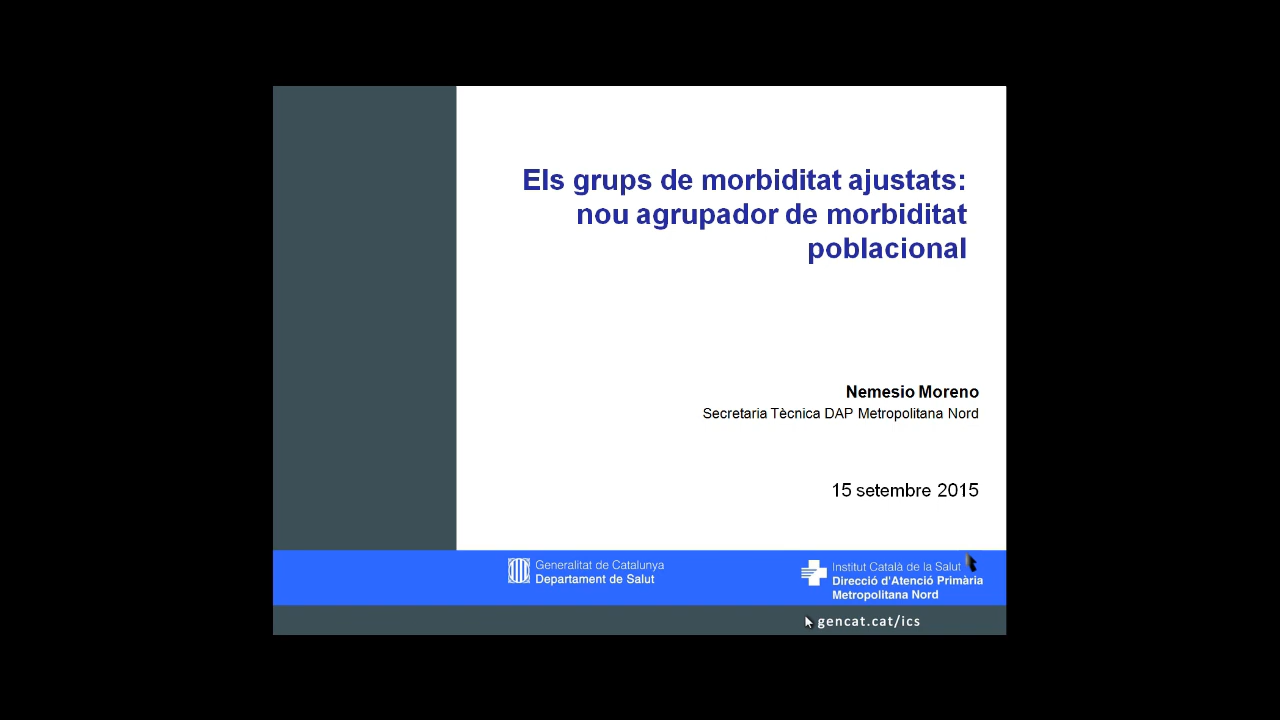 Els grups de morbiditat ajustats:
nou agrupador de morbiditat
poblacional
Nemesio Moreno
Secretaria Tècnica DAP Metropolitana Nord
15 setembre 2015
Generalitat de Catalunya
Departament de Salut
Institut Català de la Salut
Direcció d'Atenció Primària
Metropolitana Nord
gencat.cat/ics